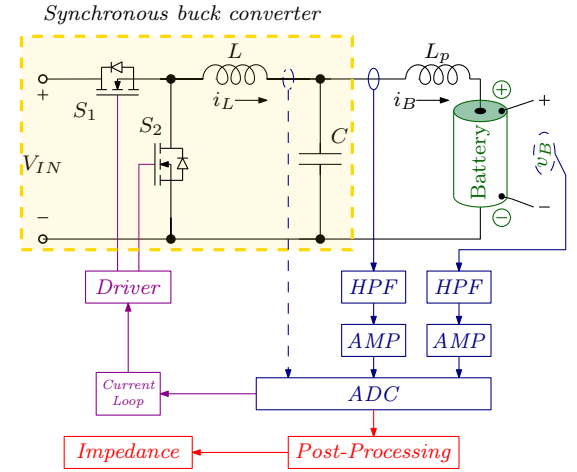 Synchronous buck converter
L
L_p
+
S_1
i_L
i_B
+
+
S_2
C
Battery
v_B
V_IN
−
−
−
Driver
HPF
HPF
AMP
AMP
Current
Loop
ADC
Impedance
Post-Processing